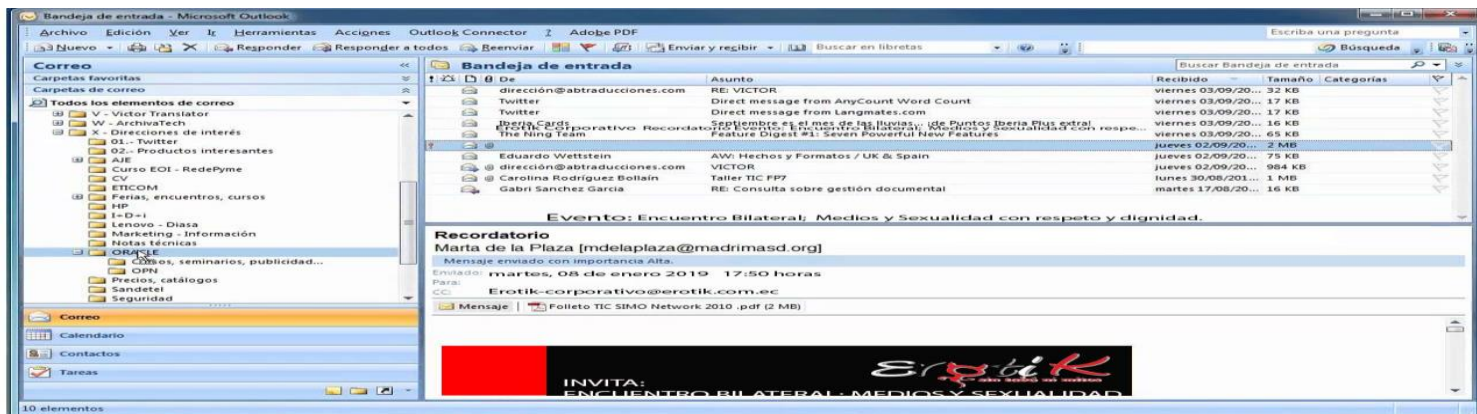 Bandeja de entrada - Microsoft Outlook
Archivo Edición Ver Ir Herramientas Acciones Outlook Connector ? Adobe PDF Escriba una pregunta
Nuevo Responder Responder a todos Reenviar Enviar y recibir Buscar en libretas Búsqueda
Correo
Carpetas favoritas
Carpetas de correo
Todos los elementos de correo
V - Victor Translator
W - ArchivaTech
X - Direcciones de interés
01.- Twitter
02.- Productos interesantes
AJE
Curso EOI - RedePyme
CV
ETICOM
Ferias, encuentros, cursos
HP
I+D+i
Lenovo - Diasa
Marketing - Información
Notas técnicas
ORACLE
Cursos, seminarios, publicidad...
OPN
Precios, catálogos
Sandetel
Seguridad
Correo
Calendario
Contactos
Tareas
10 elementos
Bandeja de entrada Buscar Bandeja de entrada
De Asunto Recibido Tamaño Categorías
dirección@abtraducciones.com RE: VICTOR viernes 03/09/20... 32 KB
Twitter Direct message from AnyCount Word Count viernes 03/09/20... 17 KB
Twitter Direct message from Langmates.com viernes 03/09/20... 17 KB
Iberia Cards Septiembre es el mes de las lluvias... ¡de Puntos Iberia Plus extra! viernes 03/09/20... 16 KB
Erotik Corporativo Recordatorio Evento: Encuentro Bilateral; Medios y Sexualidad con respe...
The Ning Team Feature Digest #1: Seven Powerful New Features viernes 03/09/20... 65 KB
jueves 02/09/20... 2 MB
Eduardo Wettstein AW: Hechos y Formatos / UK & Spain jueves 02/09/20... 75 KB
dirección@abtraducciones.com VICTOR jueves 02/09/20... 984 KB
Carolina Rodríguez Bollaín Taller TIC FP7 lunes 30/08/201... 1 MB
Gabri Sanchez Garcia RE: Consulta sobre gestión documental martes 17/08/20... 16 KB
Evento: Encuentro Bilateral; Medios y Sexualidad con respeto y dignidad.
Recordatorio
Marta de la Plaza [mdelaplaza@madrimasd.org]
Mensaje enviado con importancia Alta.
Enviado: martes, 08 de enero 2019 17:50 horas
Para:
CC: Erotik-corporativo@erotik.com.ec
Mensaje Folleto TIC SIMO Network 2010 .pdf (2 MB)
Erotik
INVITA:
ENCUENTRO BILATERAL: MEDIOS Y SEXUALIDAD